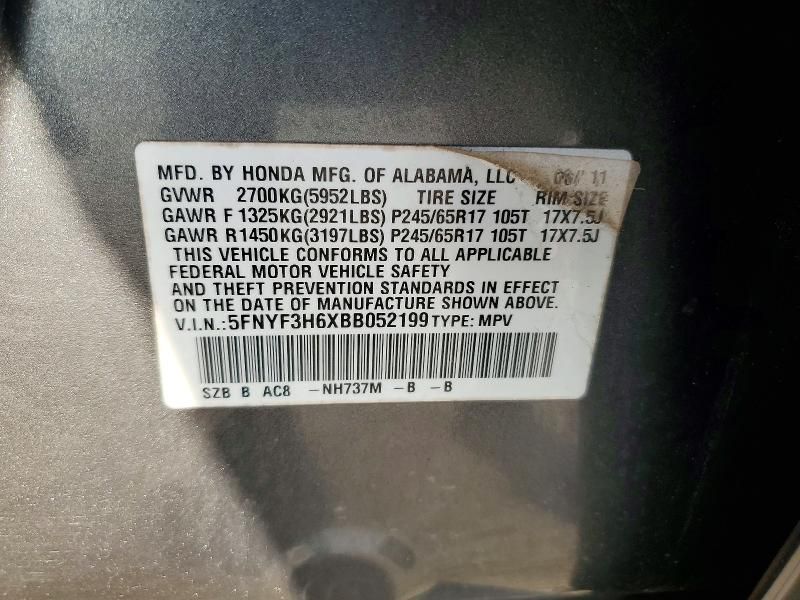 MFD. BY HONDA MFG. OF ALABAMA, LLC 11
GVWR 2700KG(5952LBS) TIRE SIZE RIM SIZE
GAWR F 1325KG(2921LBS) P245/65R17 105T 17X7.5J
GAWR R1450KG(3197LBS) P245/65R17 105T 17X7.5J
THIS VEHICLE CONFORMS TO ALL APPLICABLE
FEDERAL MOTOR VEHICLE SAFETY
AND THEFT PREVENTION STANDARDS IN EFFECT
ON THE DATE OF MANUFACTURE SHOWN ABOVE.
V.I.N.:5FNYF3H6XBB052199 TYPE: MPV
SZB B AC8 -NH737M -B -B